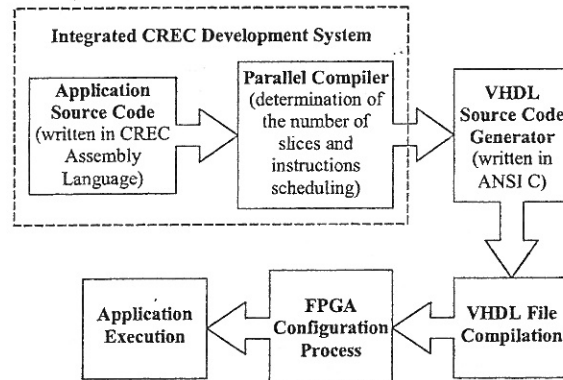 Integrated CREC Development System
Application
Source Code
(written in CREC
Assembly
Language)
Parallel Compiler
(determination of
the number of
slices and
instructions
scheduling)
VHDL
Source Code
Generator
(written in
ANSI C)
VHDL File
Compilation
FPGA
Configuration
Process
Application
Execution